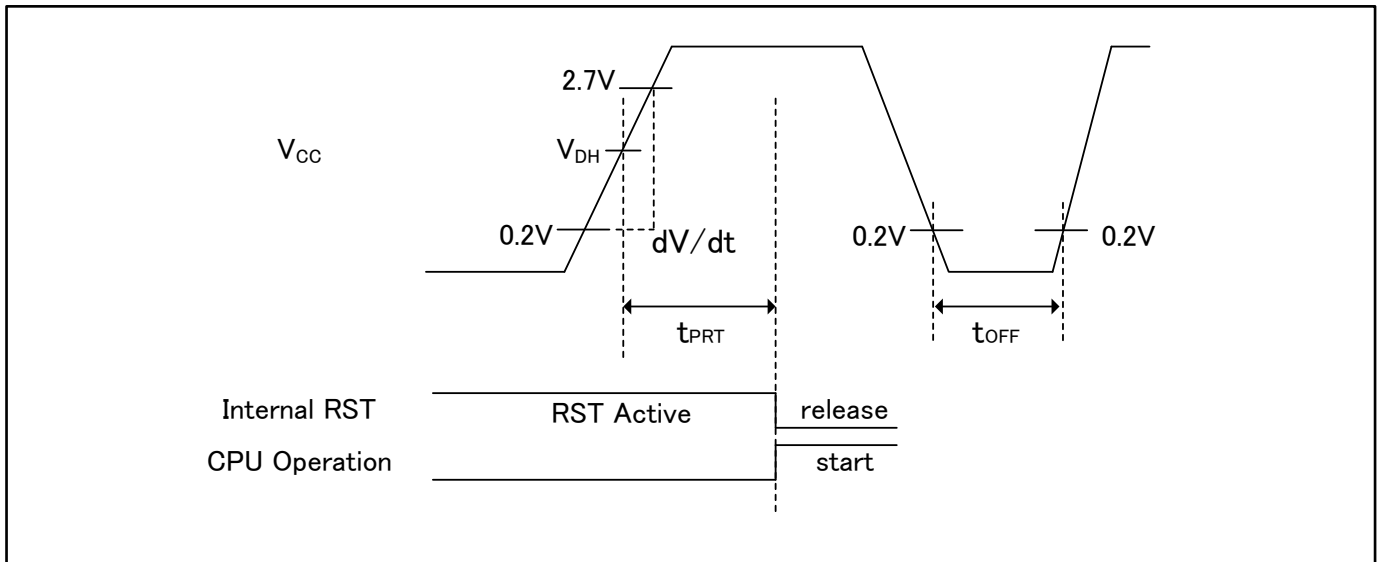 2.7V
VCC
VDH
0.2V
dV/dt
0.2V
0.2V
tPRT
tOFF
Internal RST
RST Active
release
CPU Operation
start